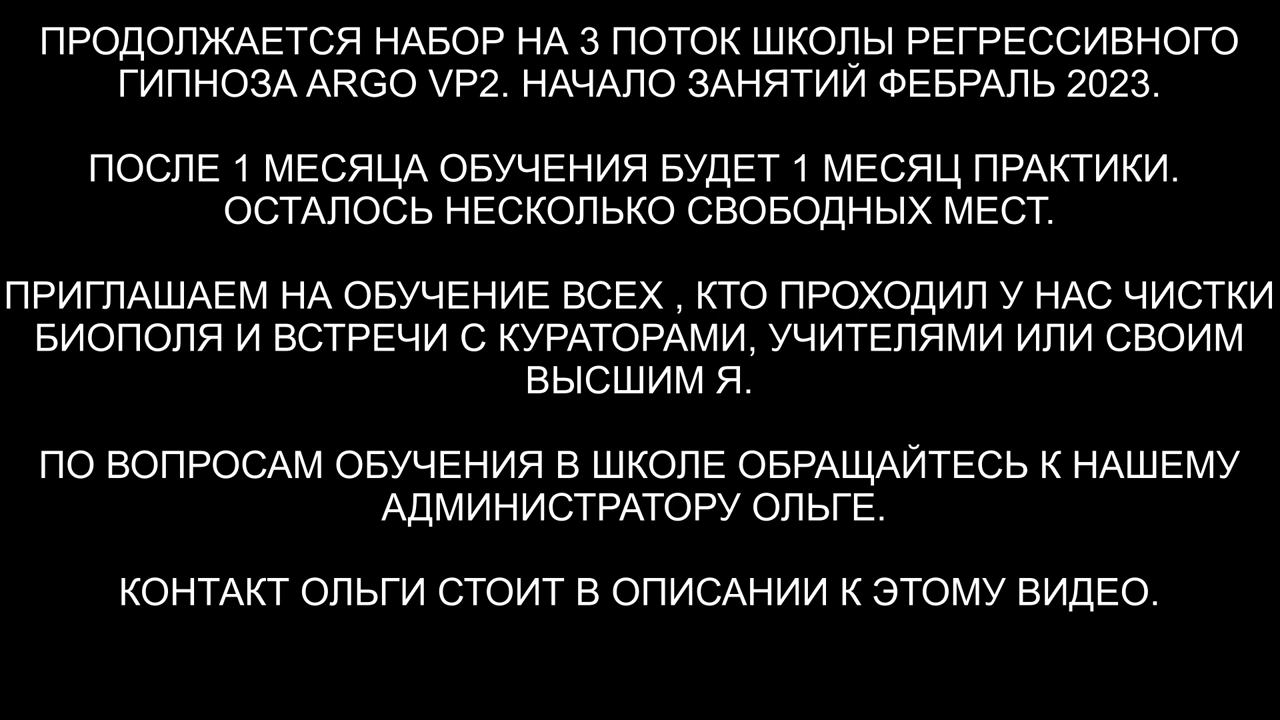 ПРОДОЛЖАЕТСЯ НАБОР НА 3 ПОТОК ШКОЛЫ РЕГРЕССИВНОГО
ГИПНОЗА ARGO VP2. НАЧАЛО ЗАНЯТИЙ ФЕБРАЛЬ 2023.
ПОСЛЕ 1 МЕСЯЦА ОБУЧЕНИЯ БУДЕТ 1 МЕСЯЦ ПРАКТИКИ.
ОСТАЛОСЬ НЕСКОЛЬКО СВОБОДНЫХ МЕСТ.
ПРИГЛАШАЕМ НА ОБУЧЕНИЕ ВСЕХ , КТО ПРОХОДИЛ У НАС ЧИСТКИ
БИОПОЛЯ И ВСТРЕЧИ С КУРАТОРАМИ, УЧИТЕЛЯМИ ИЛИ СВОИМ
ВЫСШИМ Я.
ПО ВОПРОСАМ ОБУЧЕНИЯ В ШКОЛЕ ОБРАЩАЙТЕСЬ К НАШЕМУ
АДМИНИСТРАТОРУ ОЛЬГЕ.
КОНТАКТ ОЛЬГИ СТОИТ В ОПИСАНИИ К ЭТОМУ ВИДЕО.